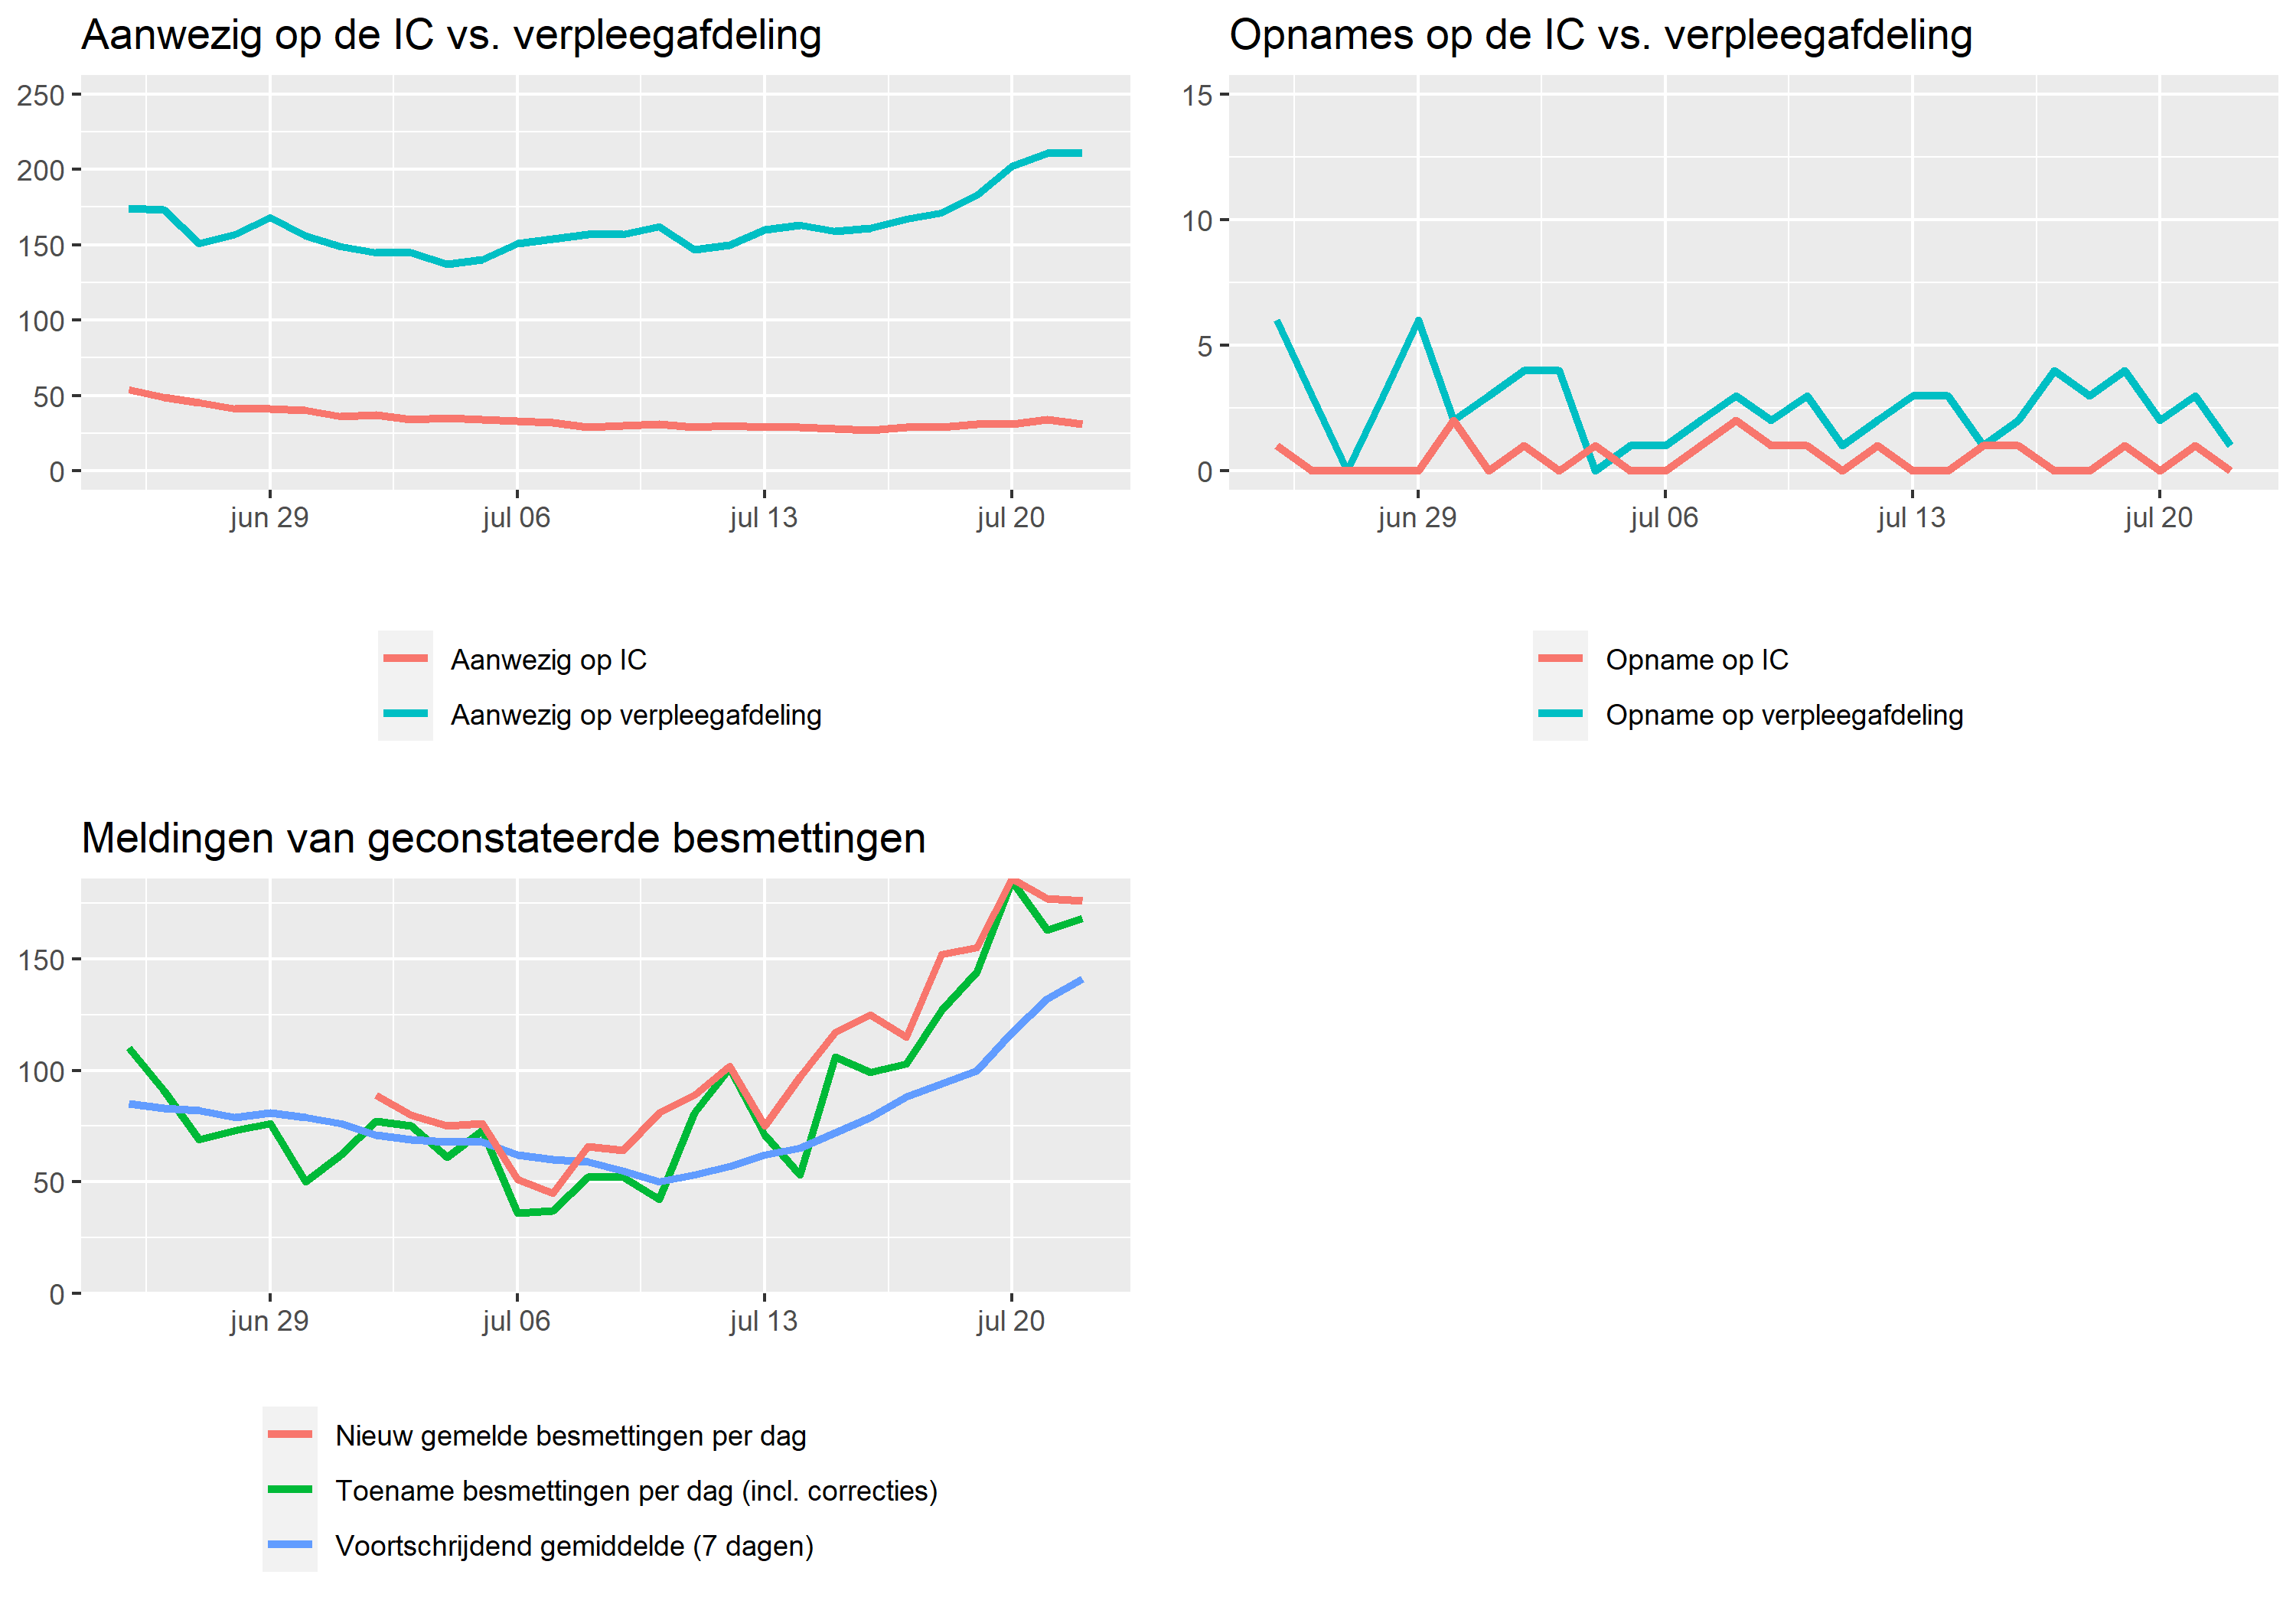 Aanwezig op de IC vs. verpleegafdeling
250
200
150
100
50
0
jun 29 jul 06 jul 13 jul 20
Aanwezig op IC
Aanwezig op verpleegafdeling
Opnames op de IC vs. verpleegafdeling
15
10
5
0
jun 29 jul 06 jul 13 jul 20
Opname op IC
Opname op verpleegafdeling
Meldingen van geconstateerde besmettingen
150
100
50
0
jun 29 jul 06 jul 13 jul 20
Nieuw gemelde besmettingen per dag
Toename besmettingen per dag (incl. correcties)
Voortschrijdend gemiddelde (7 dagen)